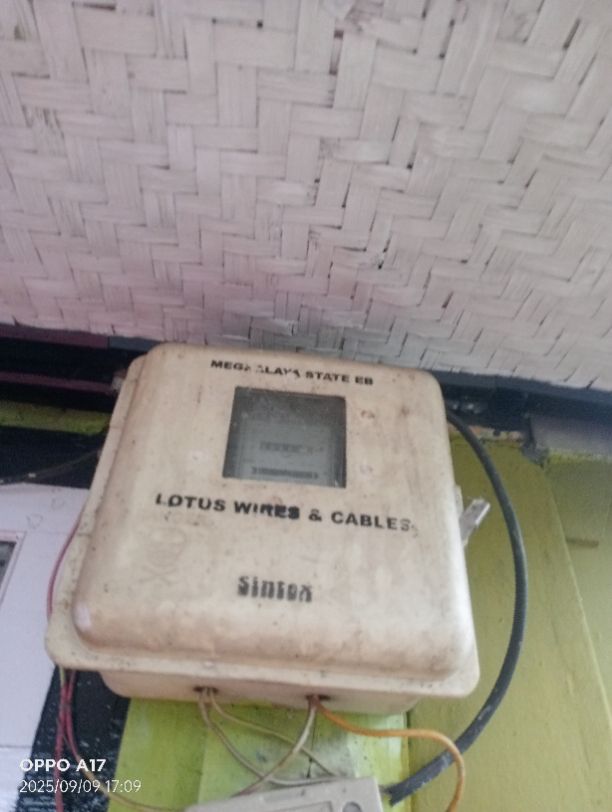 MEGHALAYA STATE EB
LOTUS WIRES & CABLES
Sintex
OPPO A17
2025/09/09 17:09